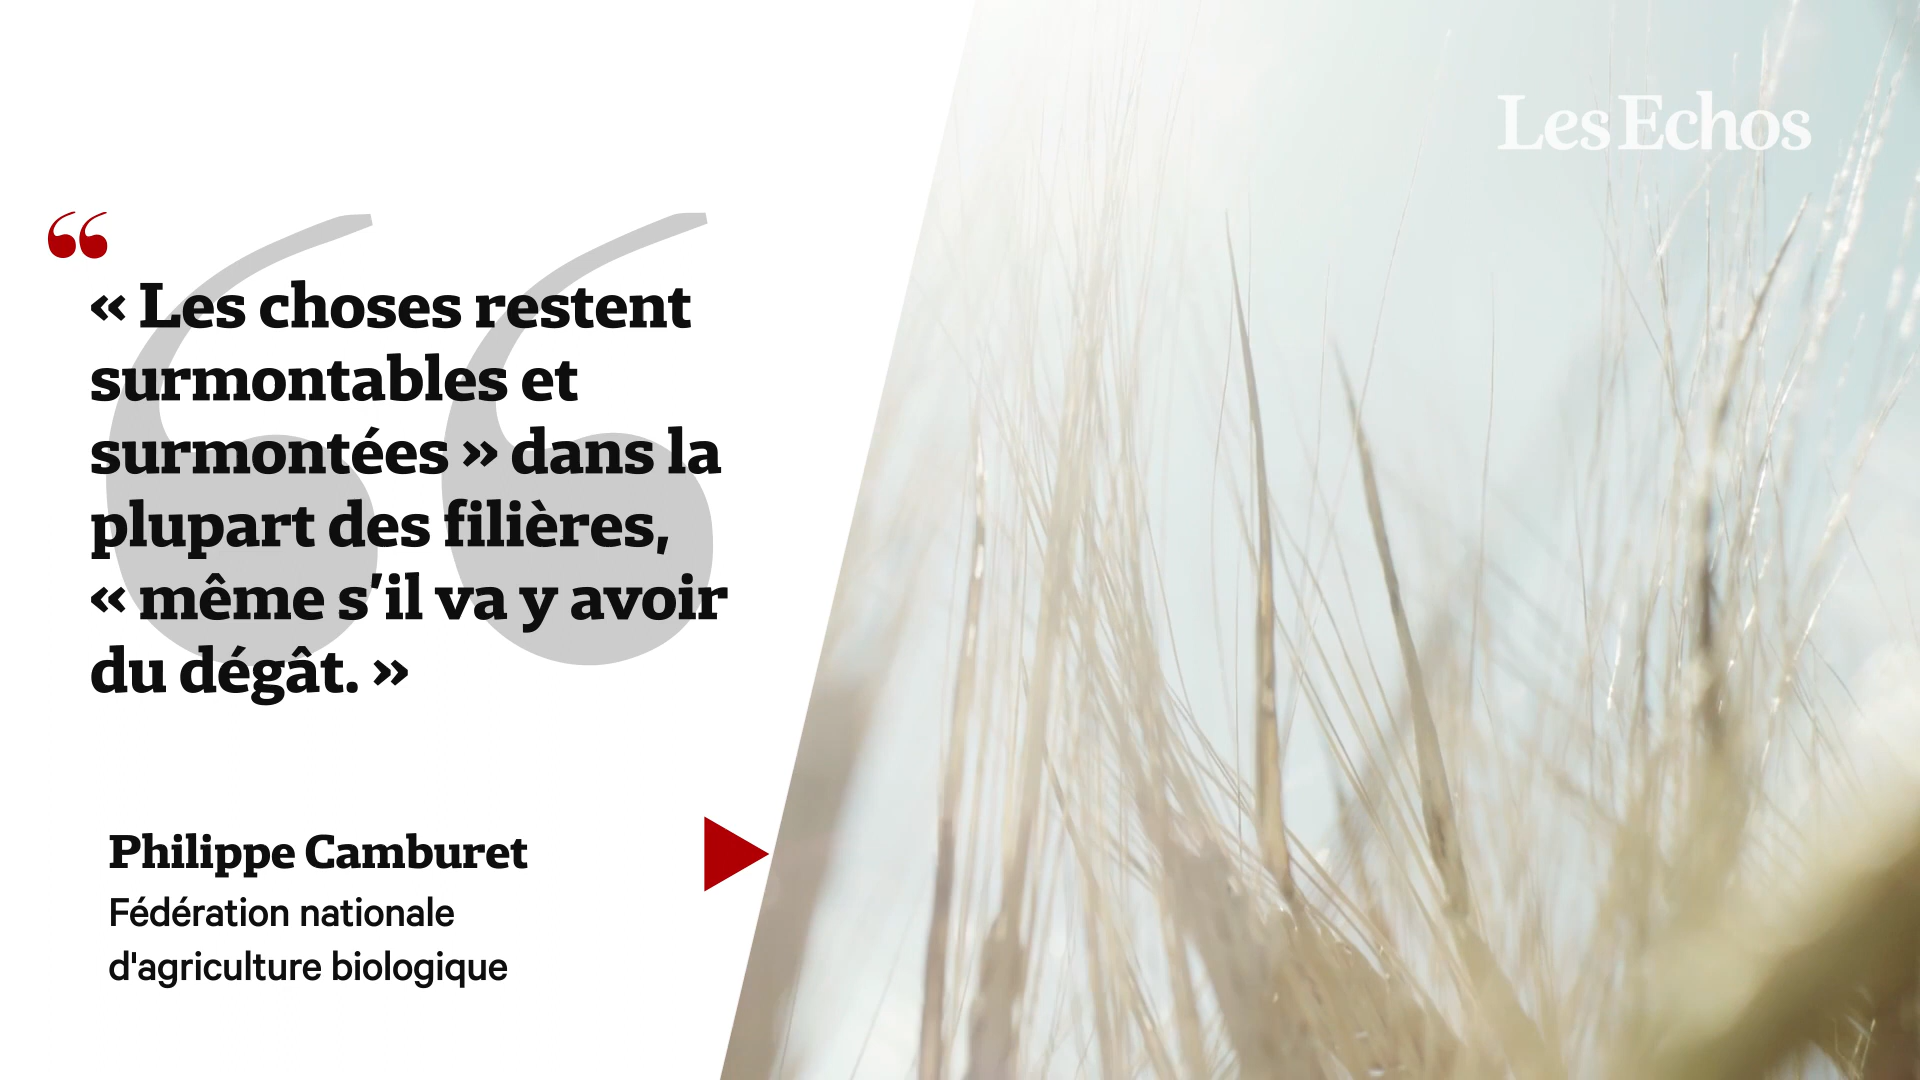 Les Echos
« Les choses restent
surmontables et
surmontées » dans la
plupart des filières,
« même s’il va y avoir
du dégât. »
Philippe Camburet
Fédération nationale
d'agriculture biologique